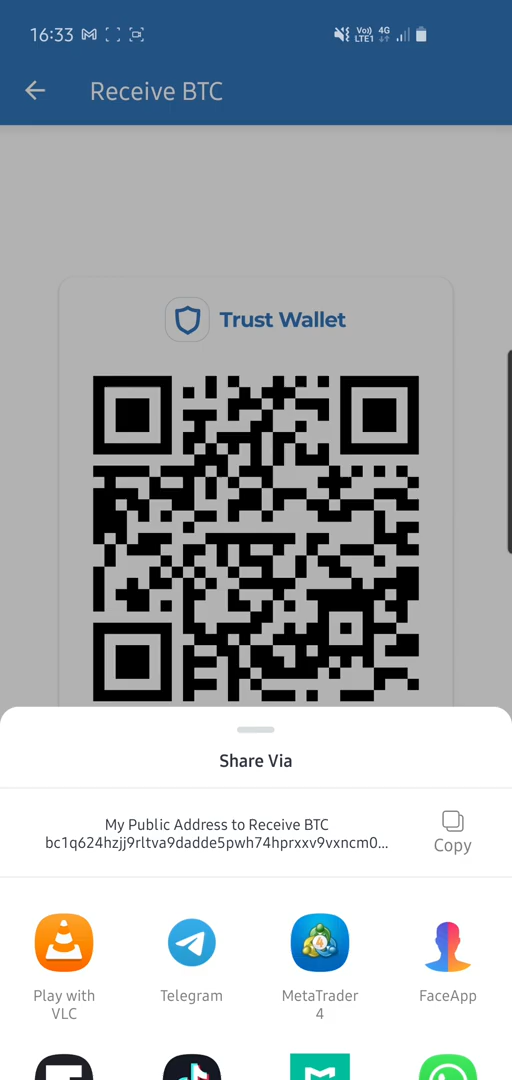 16:33
Vo)) 4G
LTE1
Receive BTC
Trust Wallet
Share Via
My Public Address to Receive BTC
bc1q624hzjj9rltva9dadde5pwh74hprxxv9vxncm0...
Copy
Play with
VLC
Telegram
MetaTrader
4
FaceApp